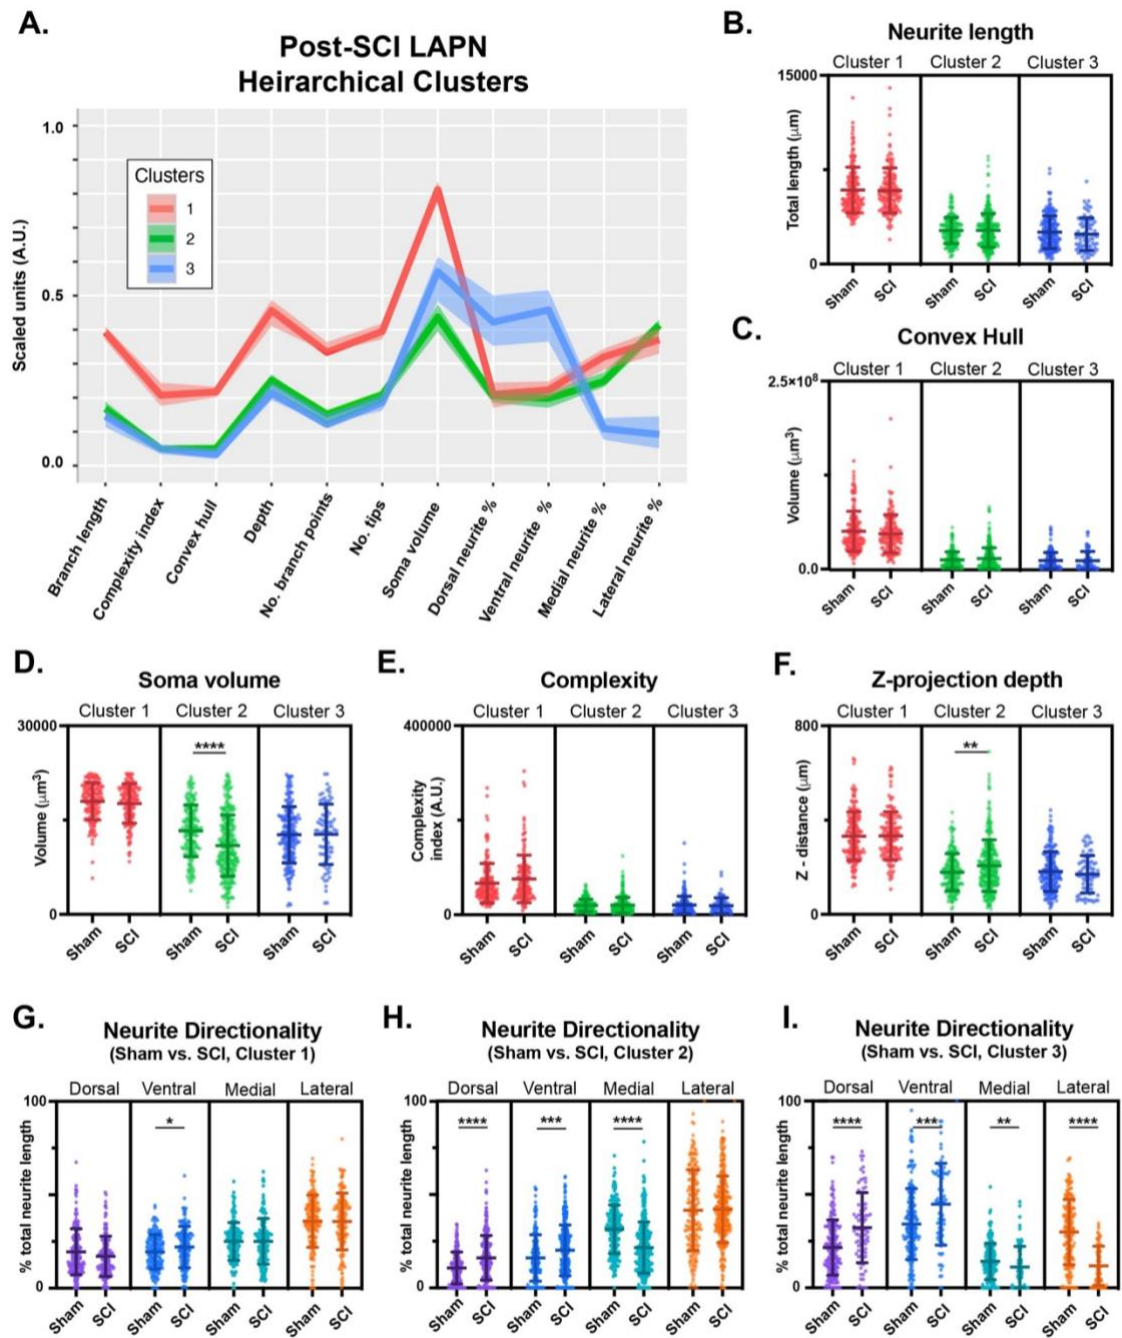 A.
Post-SCI LAPN
Heirarchical Clusters
Scaled units (A.U.)
1.0
0.5
0.0
Clusters
1
2
3
Branch length
Complexity index
Convex hull
Depth
No. branch points
No. tips
Soma volume
Dorsal neurite %
Ventral neurite %
Medial neurite %
Lateral neurite %
B.
Neurite length
Cluster 1 Cluster 2 Cluster 3
Total length (μm)
15000
0
Sham SCI Sham SCI Sham SCI
C.
Convex Hull
Cluster 1 Cluster 2 Cluster 3
Volume (μm³)
2.5×10⁸
0.0
Sham SCI Sham SCI Sham SCI
D.
Soma volume
Cluster 1 Cluster 2 Cluster 3
Volume (μm³)
30000
0
****
Sham SCI Sham SCI Sham SCI
E.
Complexity
Cluster 1 Cluster 2 Cluster 3
Complexity
index (A.U.)
400000
0
Sham SCI Sham SCI Sham SCI
F.
Z-projection depth
Cluster 1 Cluster 2 Cluster 3
Z - distance (μm)
800
0
**
Sham SCI Sham SCI Sham SCI
G.
Neurite Directionality
(Sham vs. SCI, Cluster 1)
Dorsal Ventral Medial Lateral
% total neurite length
100
0
*
Sham SCI Sham SCI Sham SCI Sham SCI
H.
Neurite Directionality
(Sham vs. SCI, Cluster 2)
Dorsal Ventral Medial Lateral
% total neurite length
100
0
**** *** ****
Sham SCI Sham SCI Sham SCI Sham SCI
I.
Neurite Directionality
(Sham vs. SCI, Cluster 3)
Dorsal Ventral Medial Lateral
% total neurite length
100
0
**** *** ** ****
Sham SCI Sham SCI Sham SCI Sham SCI